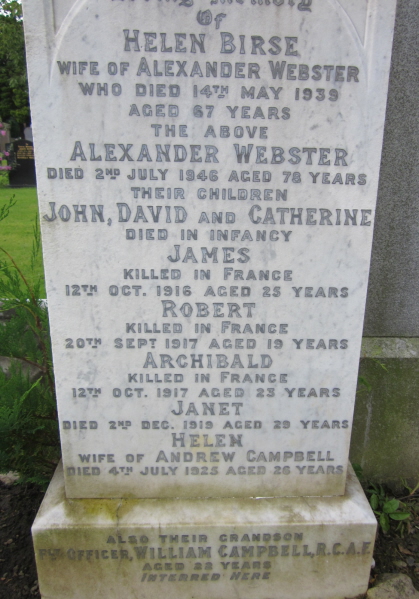 In Loving Memory
Of
HELEN BIRSE
WIFE OF ALEXANDER WEBSTER
WHO DIED 14TH MAY 1939
AGED 67 YEARS
THE ABOVE
ALEXANDER WEBSTER
DIED 2ND JULY 1946 AGED 78 YEARS
THEIR CHILDREN
JOHN, DAVID AND CATHERINE
DIED IN INFANCY
JAMES
KILLED IN FRANCE
12TH OCT. 1916 AGED 25 YEARS
ROBERT
KILLED IN FRANCE
20TH SEPT 1917 AGED 19 YEARS
ARCHIBALD
KILLED IN FRANCE
12TH OCT. 1917 AGED 23 YEARS
JANET
DIED 2ND DEC. 1919 AGED 29 YEARS
HELEN
WIFE OF ANDREW CAMPBELL
DIED 4TH JULY 1925 AGED 26 YEARS
ALSO THEIR GRANDSON
OFFICER, WILLIAM CAMPBELL, R.C.A.F.
AGED 22 YEARS
INTERRED HERE